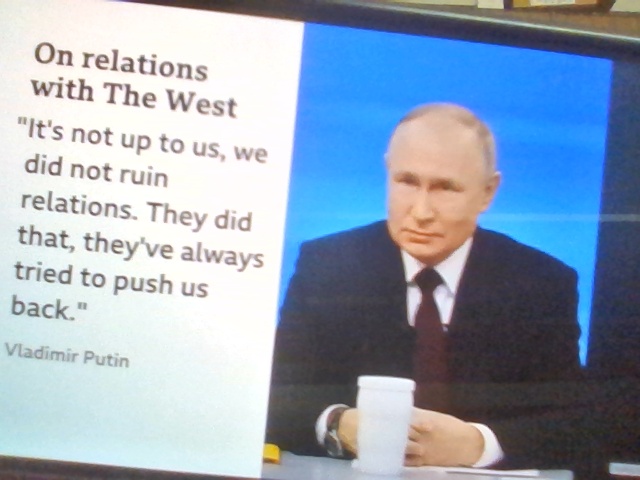 On relations
with The West
"It's not up to us, we
did not ruin
relations. They did
that, they've always
tried to push us
back."
Vladimir Putin